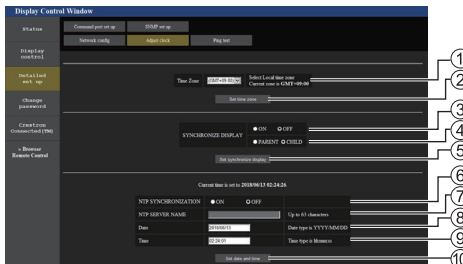 Display Control Window
Status
Command port set up
SNMP set up
Network config
Adjust clock
Ping test
Display control
Detailed set up
Change password
Crestron Connected(TM)
» Browser Remote Control
Time Zone
GMT+09:00
Select Local time zone
Current zone is GMT+09:00
Set time zone
SYNCHRONIZE DISPLAY
ON OFF
PARENT CHILD
Set synchronize display
Current time is set to 2018/06/13 02:24:26
NTP SYNCHRONIZATION
ON OFF
NTP SERVER NAME
Up to 63 characters
Date
2018/06/13
Date type is YYYY/MM/DD
Time
02:24:01
Time type is hh:mm:ss
Set date and time
1
2
3
4
5
6
7
8
9
10